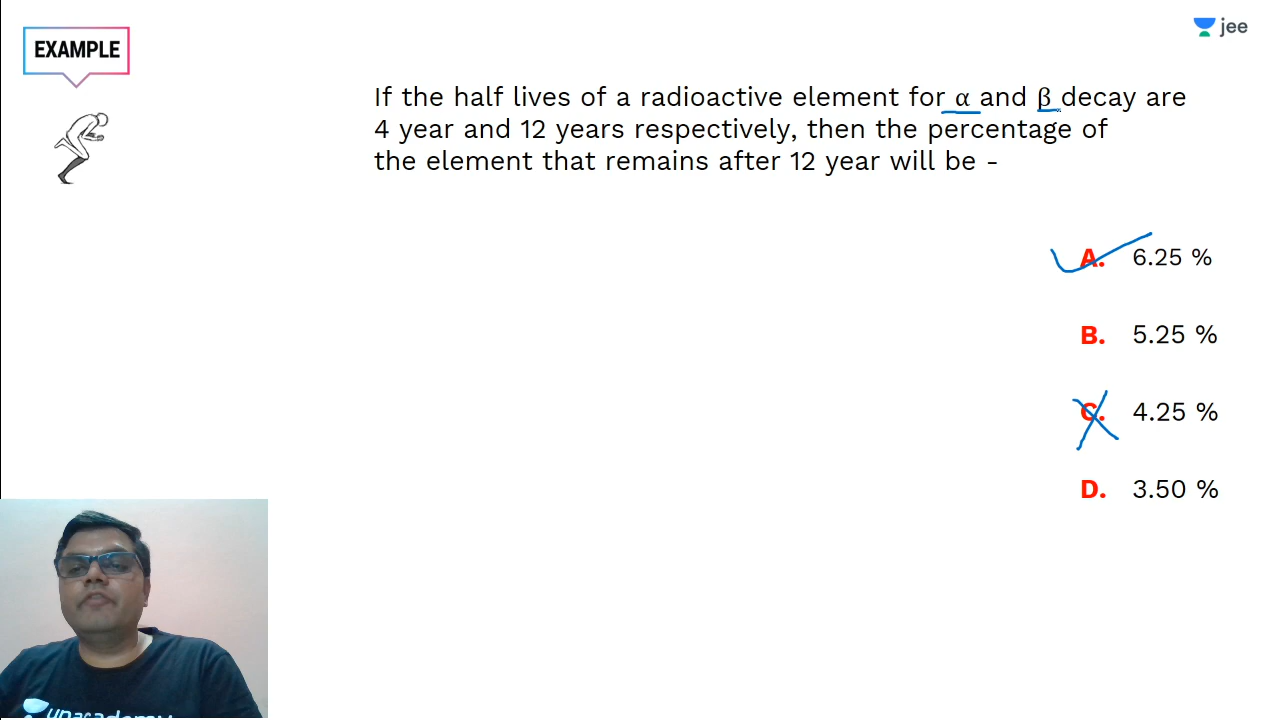 EXAMPLE
jee
If the half lives of a radioactive element for α and β decay are
4 year and 12 years respectively, then the percentage of
the element that remains after 12 year will be -
A. 6.25 %
B. 5.25 %
C. 4.25 %
D. 3.50 %
unacademy